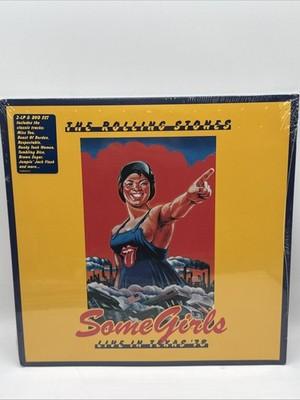 2-LP & DVD SET
Includes the
classic tracks:
Miss You,
Beast Of Burden,
Respectable,
Honky Tonk Women,
Tumbling Dice,
Brown Sugar,
Jumpin' Jack Flash
and more...
THE ROLLING STONES
Some Girls
LIVE IN TEXAS '78